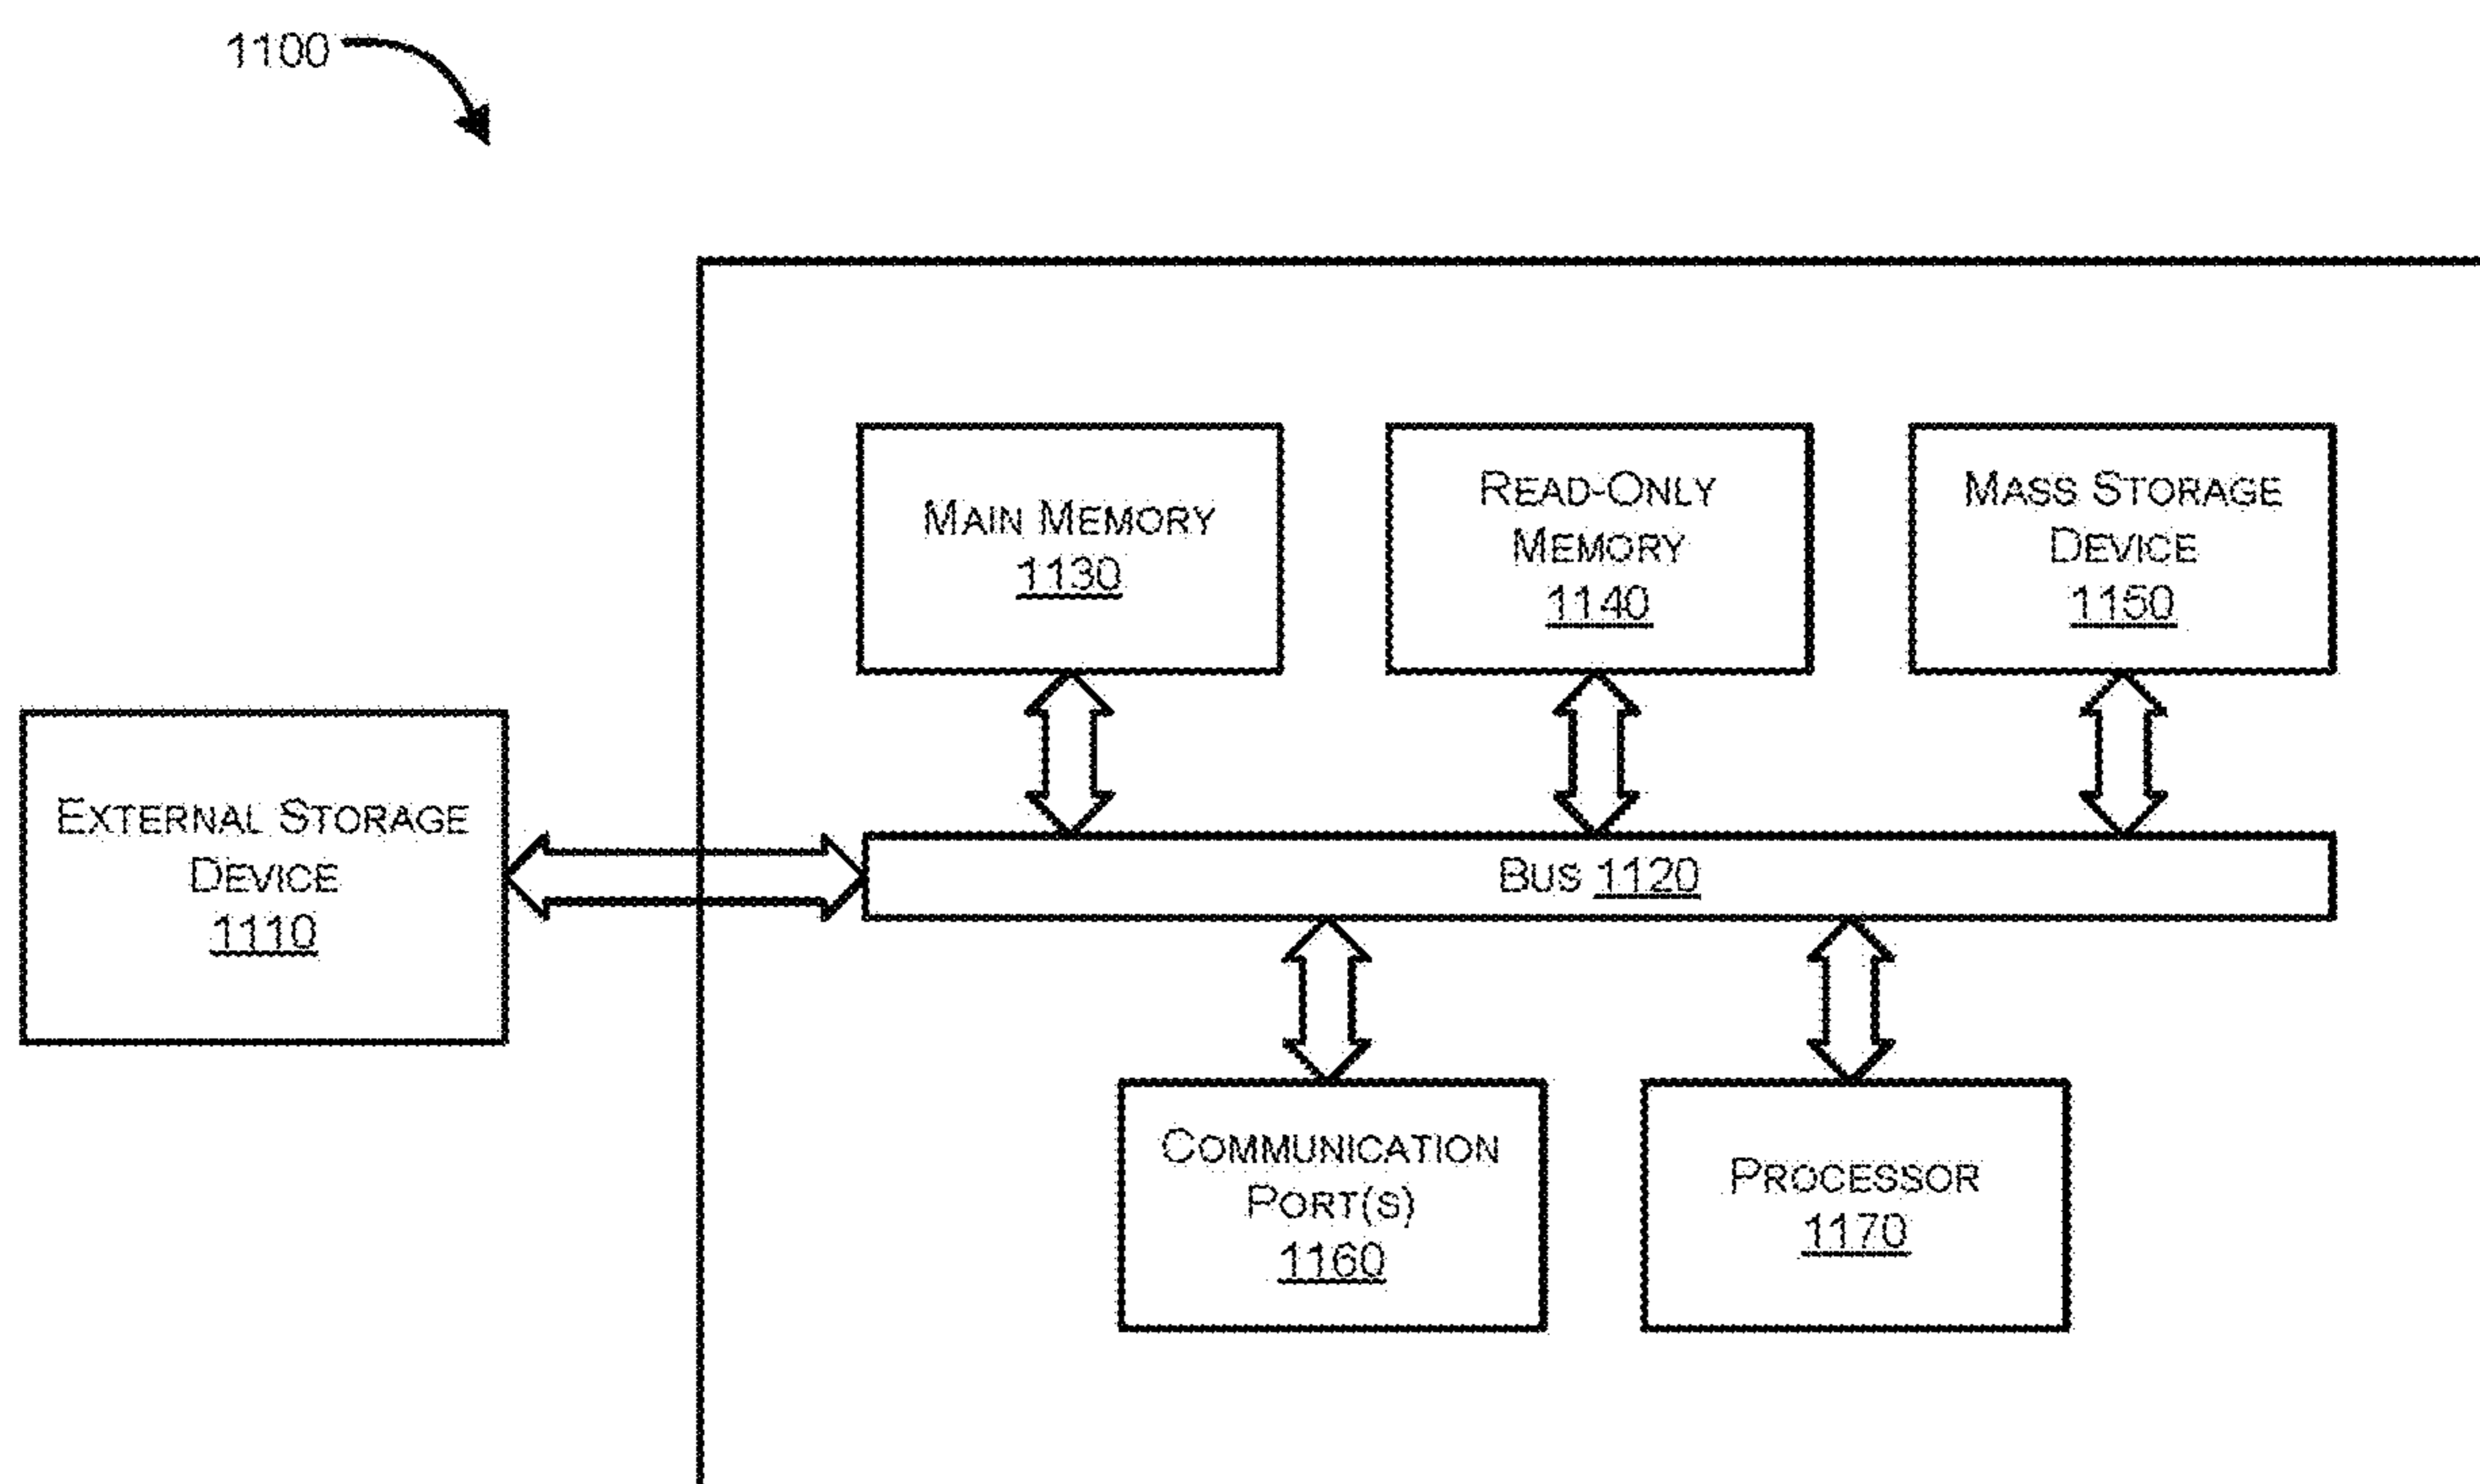 1100
MAIN MEMORY
1130
READ-ONLY
MEMORY
1140
MASS STORAGE
DEVICE
1150
EXTERNAL STORAGE
DEVICE
1110
BUS 1120
COMMUNICATION
PORT(S)
1160
PROCESSOR
1170